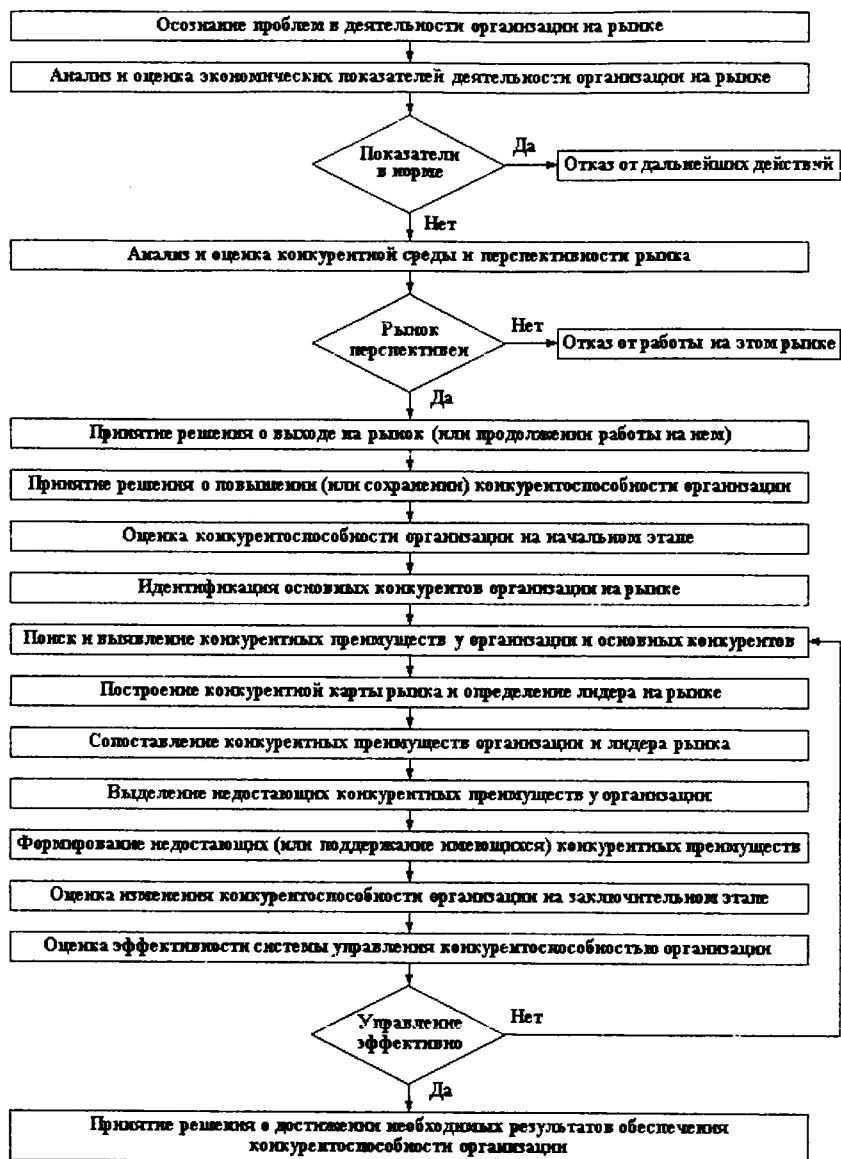 Осознание проблем в деятельности организации на рынке
Анализ и оценка экономических показателей деятельности организации на рынке
Показатели
в норме
Да
Отказ от дальнейших действий
Нет
Анализ и оценка конкурентной среды и перспективности рынка
Рынок
перспективен
Нет
Отказ от работы на этом рынке
Да
Принятие решения о выходе на рынок (или продолжении работы на нем)
Принятие решения о повышении (или сохранении) конкурентоспособности организации
Оценка конкурентоспособности организации на начальном этапе
Идентификация основных конкурентов организации на рынке
Поиск и выявление конкурентных преимуществ у организации и основных конкурентов
Построение конкурентной карты рынка и определение лидера на рынке
Сопоставление конкурентных преимуществ организации и лидера рынка
Выделение недостающих конкурентных преимуществ у организации
Формирование недостающих (или поддержание имеющихся) конкурентных преимуществ
Оценка изменения конкурентоспособности организации на заключительном этапе
Оценка эффективности системы управления конкурентоспособностью организации
Управление
эффективно
Нет
Да
Принятие решения о достижении необходимых результатов обеспечения
конкурентоспособности организации